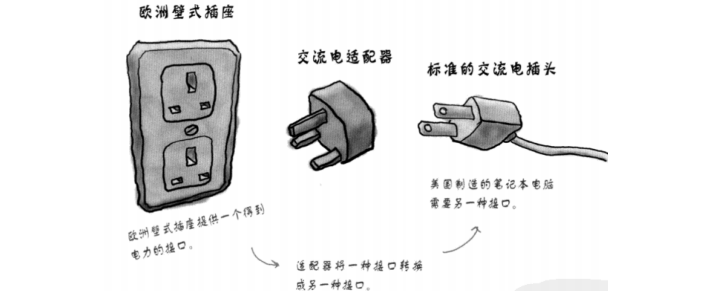 欧洲壁式插座
交流电适配器
标准的交流电插头
欧洲壁式插座提供一个得到
电力的接口。
适配器将一种接口转换
成另一种接口。
美国制造的笔记本电脑
需要另一种接口。